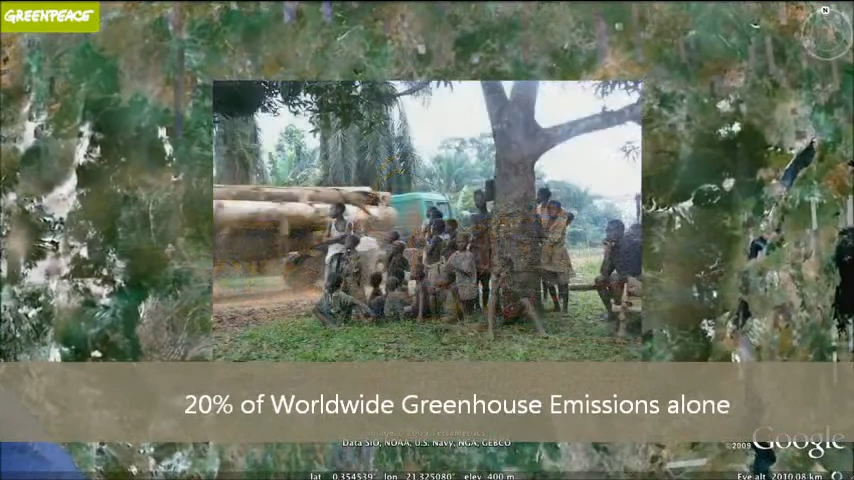 GREENPEACE
N
20% of Worldwide Greenhouse Emissions alone
Data SIO, NOAA, U.S. Navy, NGA, GEBCO
©2009 Google
lat 0.354539° lon 21.325080° elev 400 m
Eye alt 2010.08 km